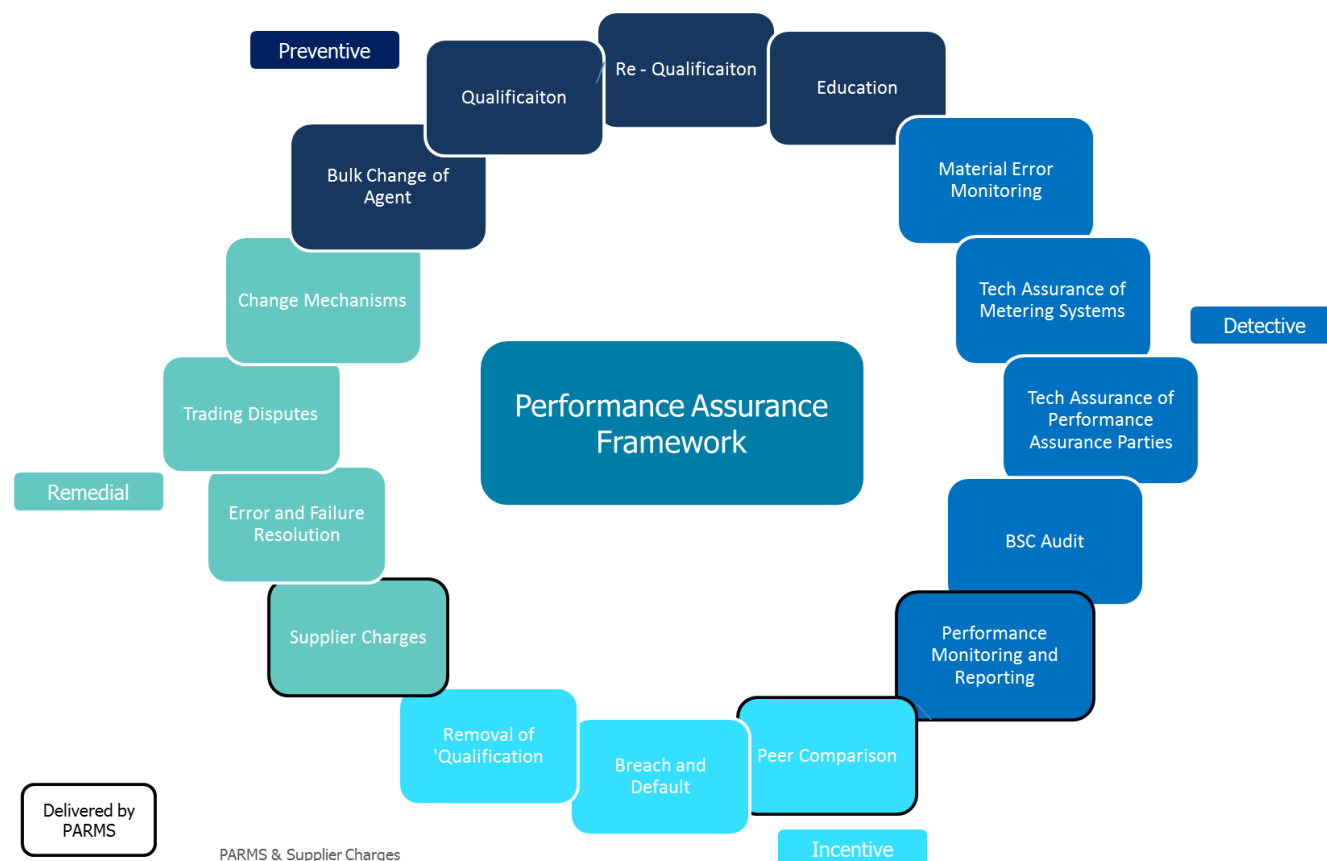 Preventive
Qualificaiton
Re - Qualificaiton
Education
Bulk Change of
Agent
Material Error
Monitoring
Change Mechanisms
Tech Assurance of
Metering Systems
Detective
Performance Assurance
Framework
Trading Disputes
Tech Assurance of
Performance
Assurance Parties
Remedial
Error and Failure
Resolution
BSC Audit
Supplier Charges
Performance
Monitoring and
Reporting
Removal of
'Qualification
Breach and
Default
Peer Comparison
Delivered by
PARMS
PARMS & Supplier Charges
Incentive